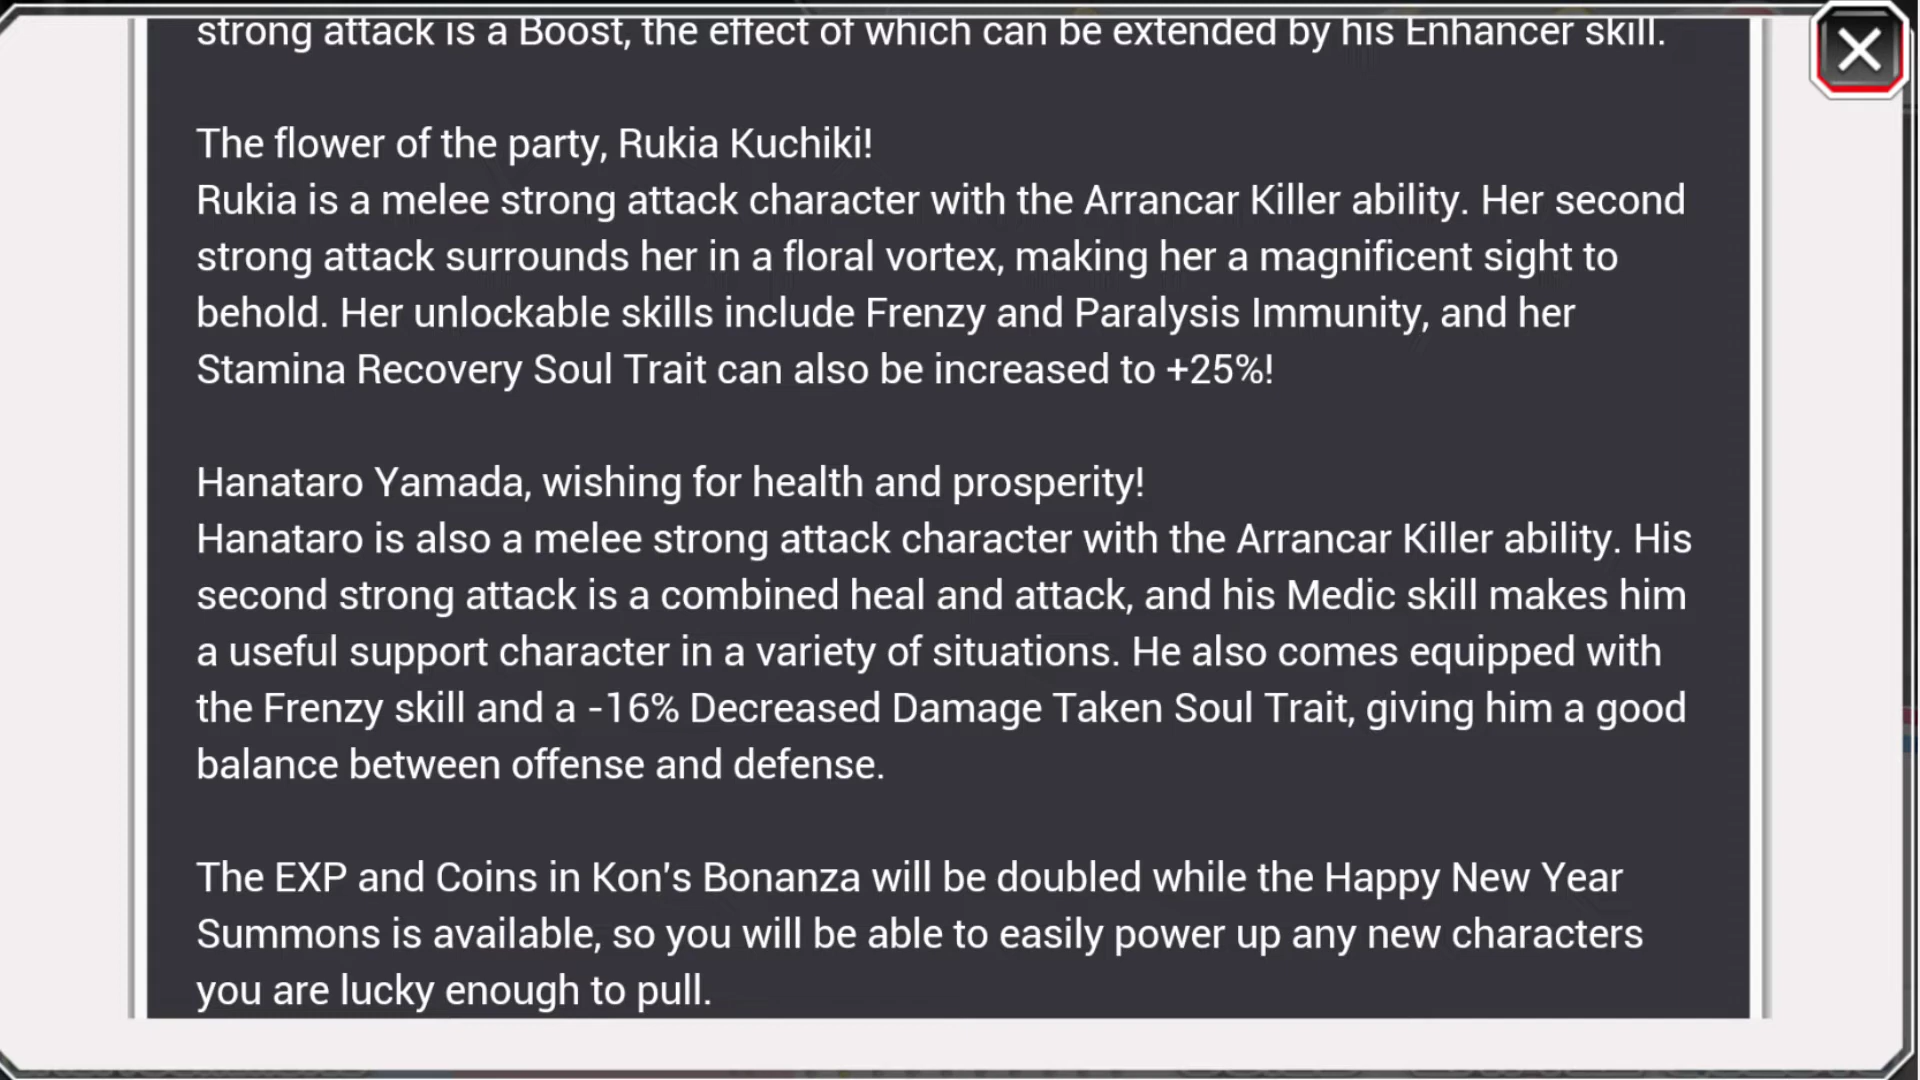 strong attack is a Boost, the effect of which can be extended by his Enhancer skill.
The flower of the party, Rukia Kuchiki!
Rukia is a melee strong attack character with the Arrancar Killer ability. Her second
strong attack surrounds her in a floral vortex, making her a magnificent sight to
behold. Her unlockable skills include Frenzy and Paralysis Immunity, and her
Stamina Recovery Soul Trait can also be increased to +25%!
Hanataro Yamada, wishing for health and prosperity!
Hanataro is also a melee strong attack character with the Arrancar Killer ability. His
second strong attack is a combined heal and attack, and his Medic skill makes him
a useful support character in a variety of situations. He also comes equipped with
the Frenzy skill and a -16% Decreased Damage Taken Soul Trait, giving him a good
balance between offense and defense.
The EXP and Coins in Kon's Bonanza will be doubled while the Happy New Year
Summons is available, so you will be able to easily power up any new characters
you are lucky enough to pull.